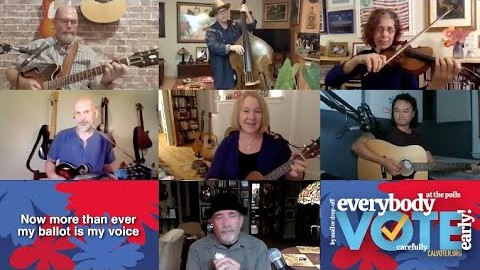 Now more than ever
my ballot is my voice
everybody
at the polls
by mail or drop-off
VOTE
early!
carefully
CALVOTER.ORG